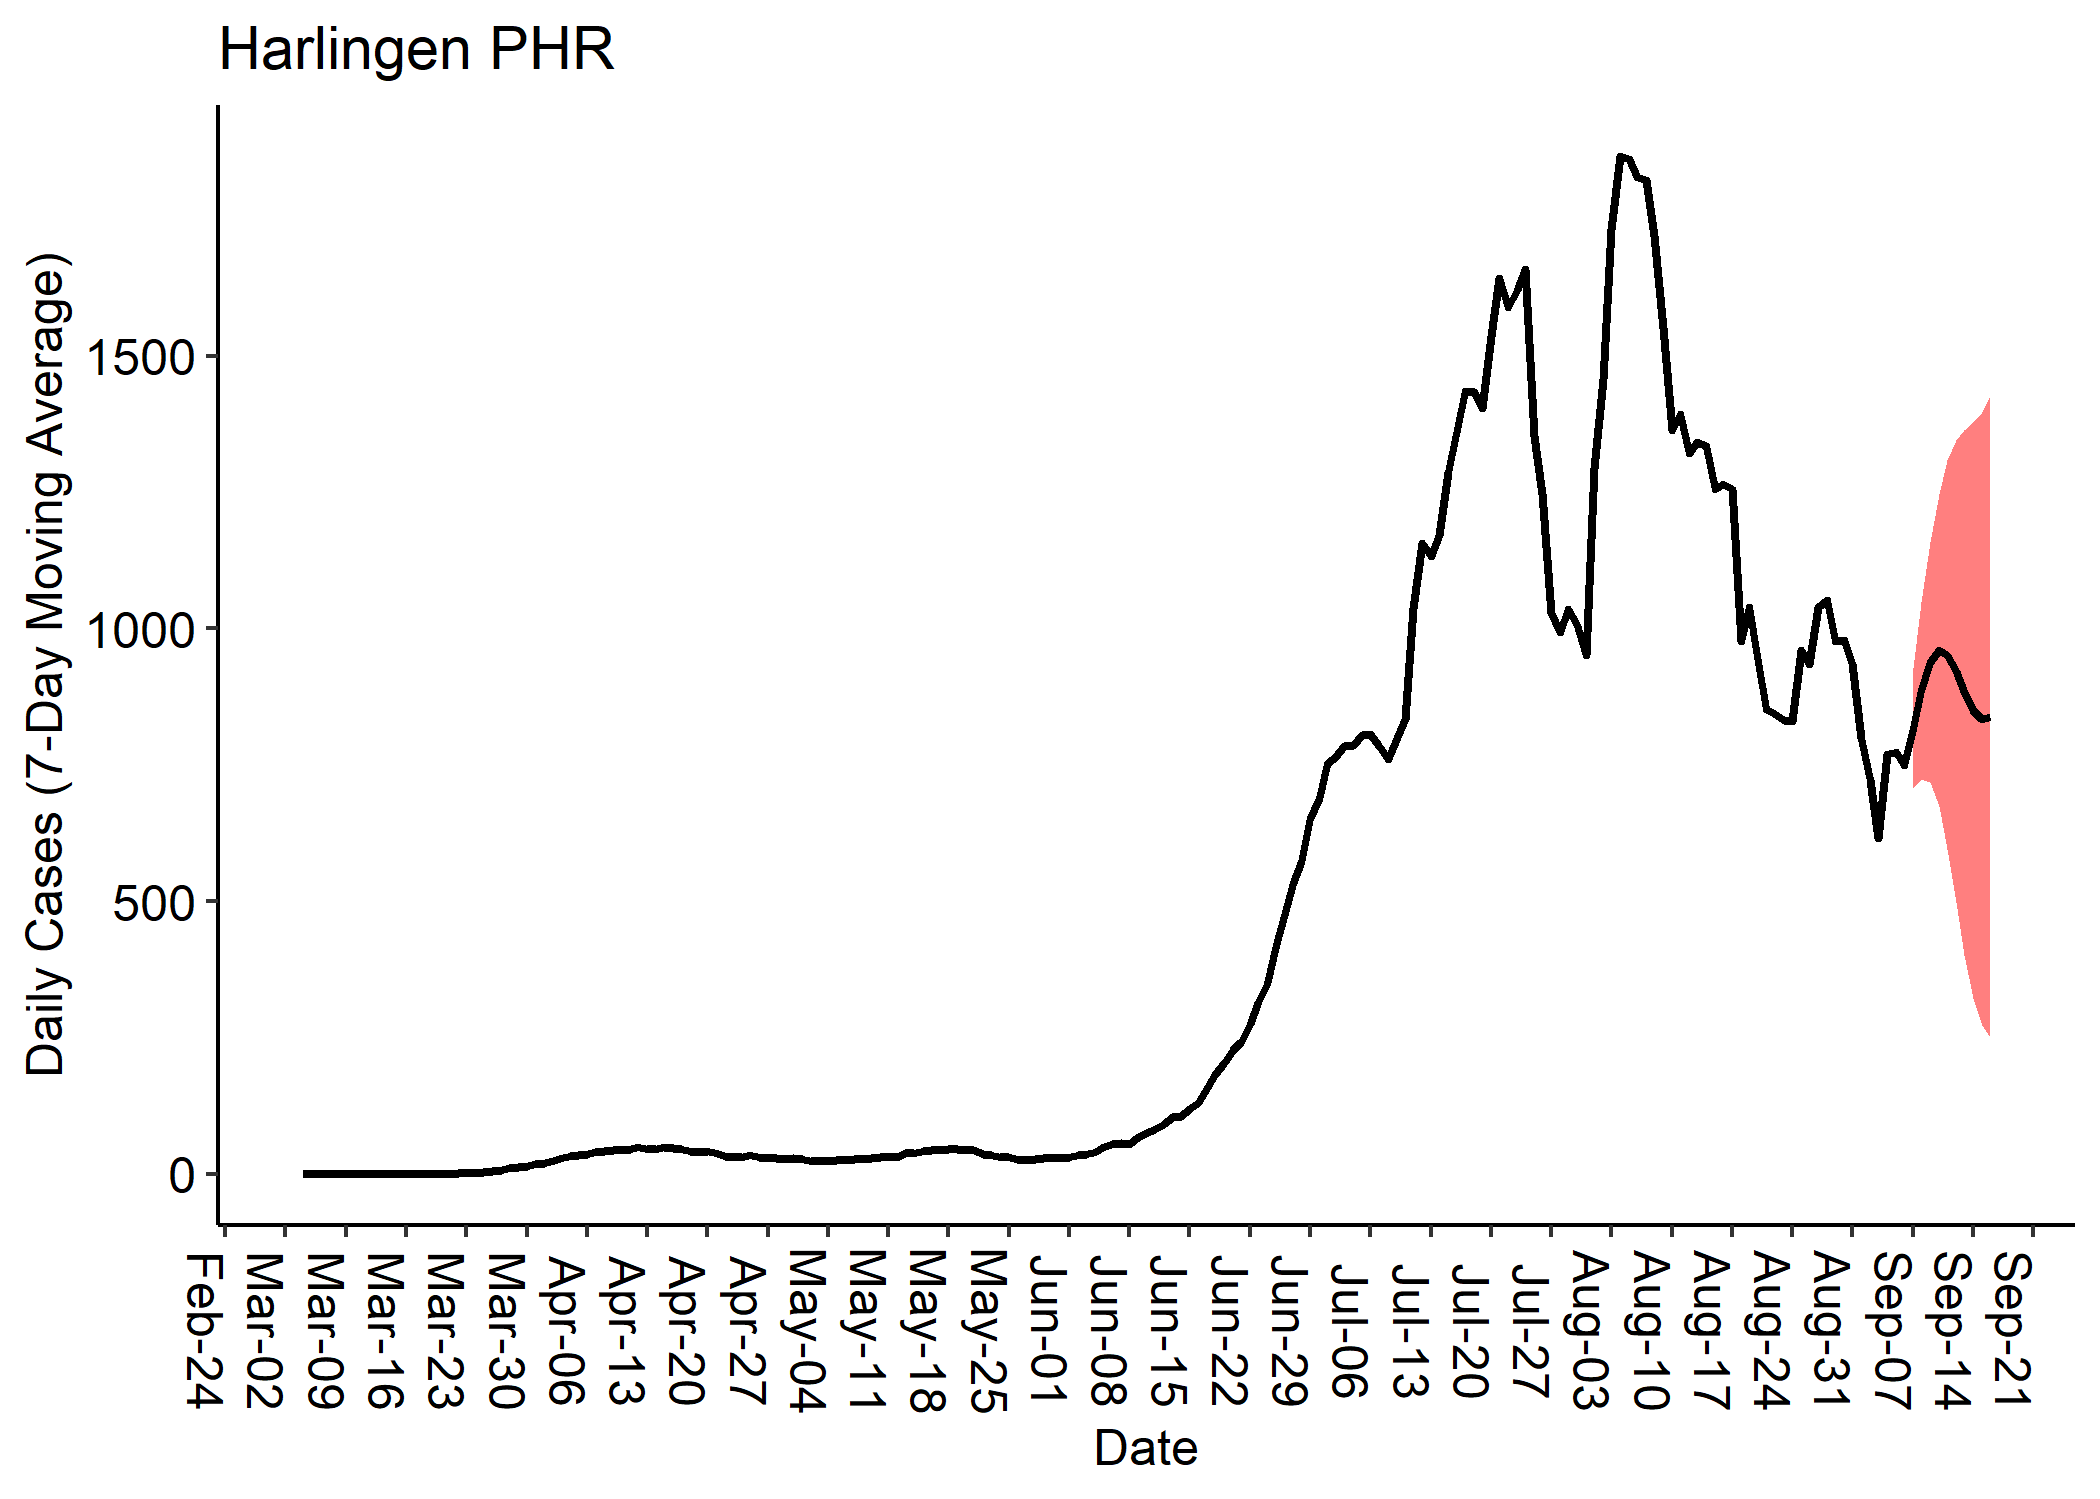 Harlingen PHR
Daily Cases (7-Day Moving Average)
1500
1000
500
0
Feb-24
Mar-02
Mar-09
Mar-16
Mar-23
Mar-30
Apr-06
Apr-13
Apr-20
Apr-27
May-04
May-11
May-18
May-25
Jun-01
Jun-08
Jun-15
Jun-22
Jun-29
Jul-06
Jul-13
Jul-20
Jul-27
Aug-03
Aug-10
Aug-17
Aug-24
Aug-31
Sep-07
Sep-14
Sep-21
Date